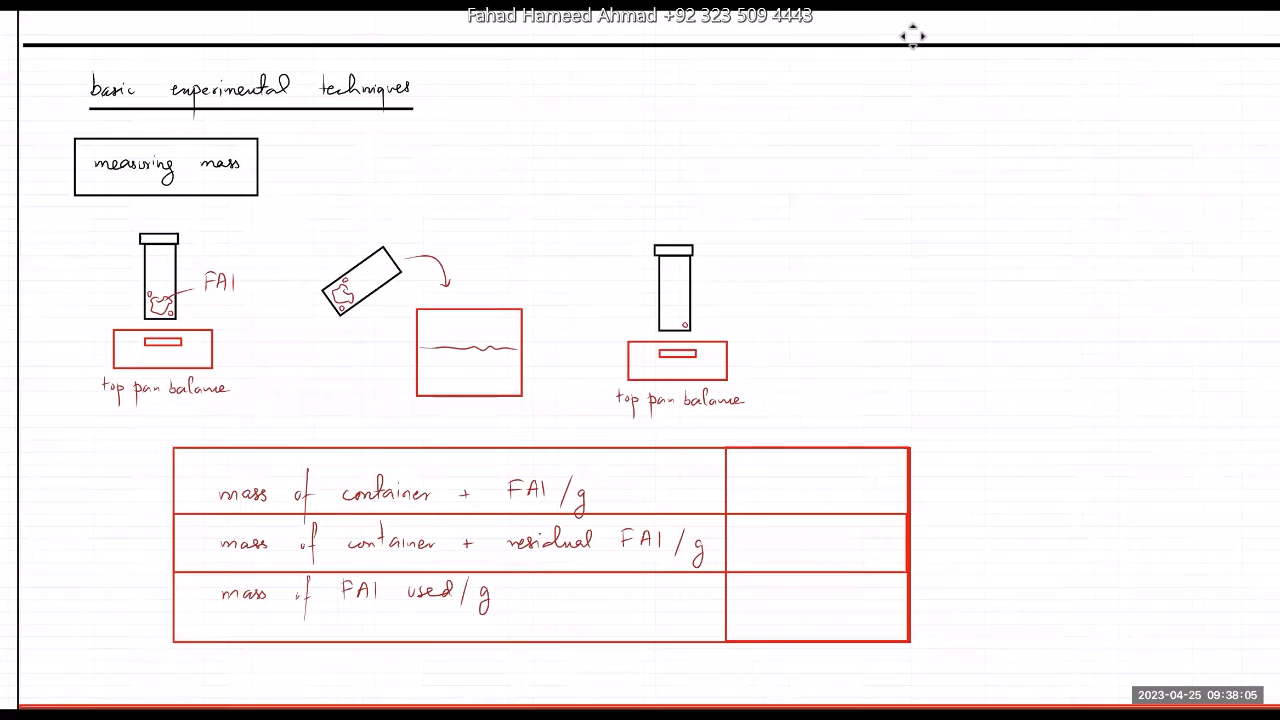 Fahad Hameed Ahmad +92 323 509 4443
basic experimental techniques
measuring mass
FA1
top pan balance
top pan balance
mass of container + FA1 /g
mass of container + residual FA1 /g
mass of FA1 used/g
2023-04-25 09:38:05